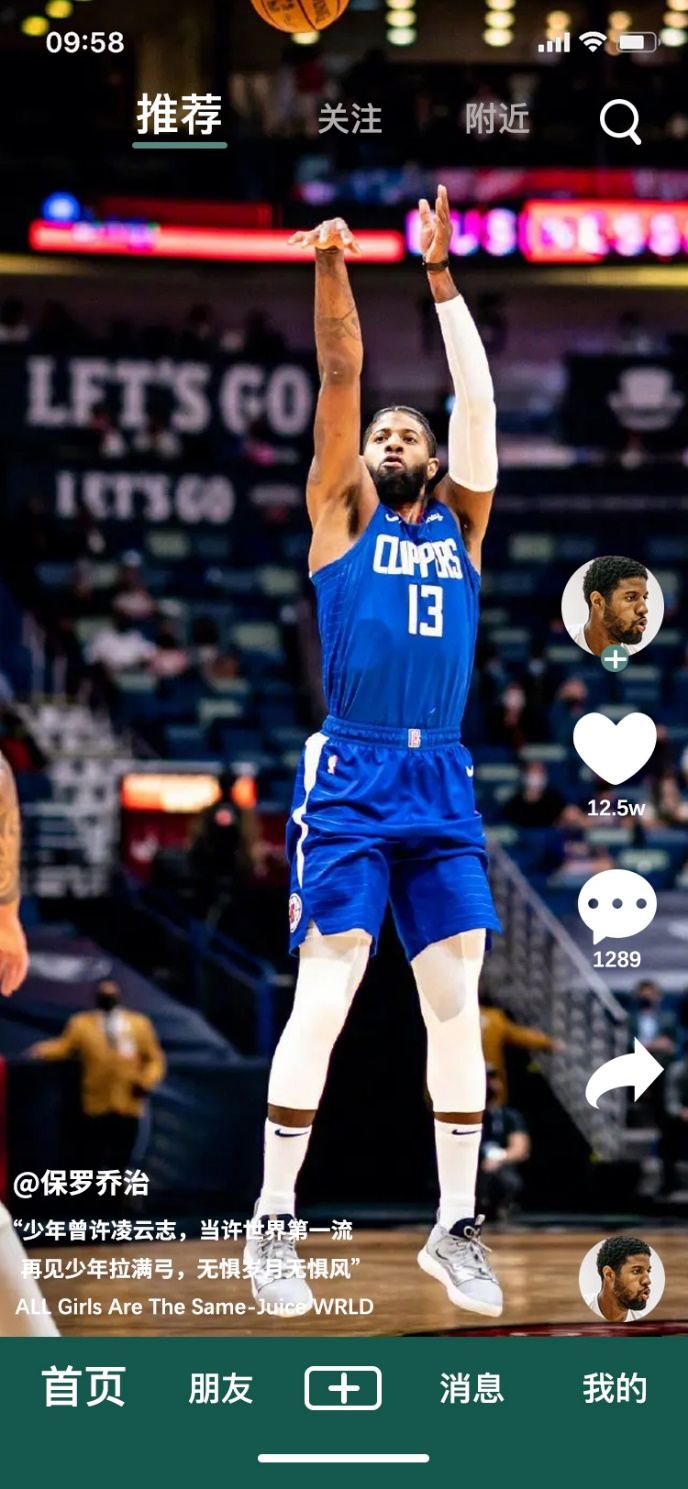 09:58
推荐 关注 附近
LET'S GO
LET'S GO
CLIPPERS
13
12.5w
1289
@保罗乔治
“少年曾许凌云志，当许世界第一流
再见少年拉满弓，无惧岁月无惧风”
ALL Girls Are The Same-Juice WRLD
首页 朋友 消息 我的